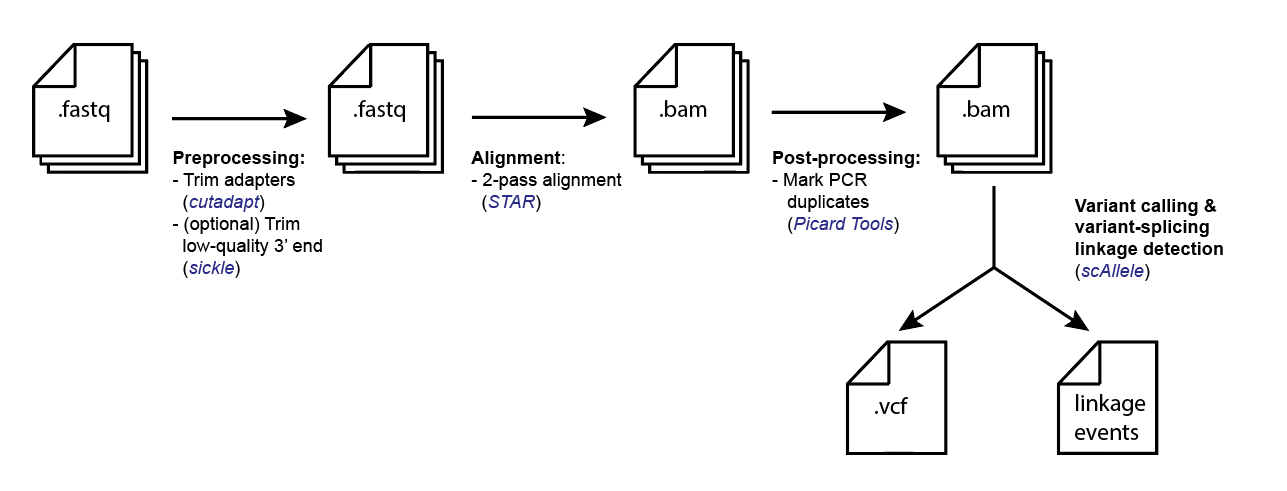 .fastq
.fastq
.bam
.bam
Preprocessing:
- Trim adapters
(cutadapt)
- (optional) Trim
low-quality 3’ end
(sickle)
Alignment:
- 2-pass alignment
(STAR)
Post-processing:
- Mark PCR
duplicates
(Picard Tools)
Variant calling &
variant-splicing
linkage detection
(scAllele)
.vcf
linkage
events